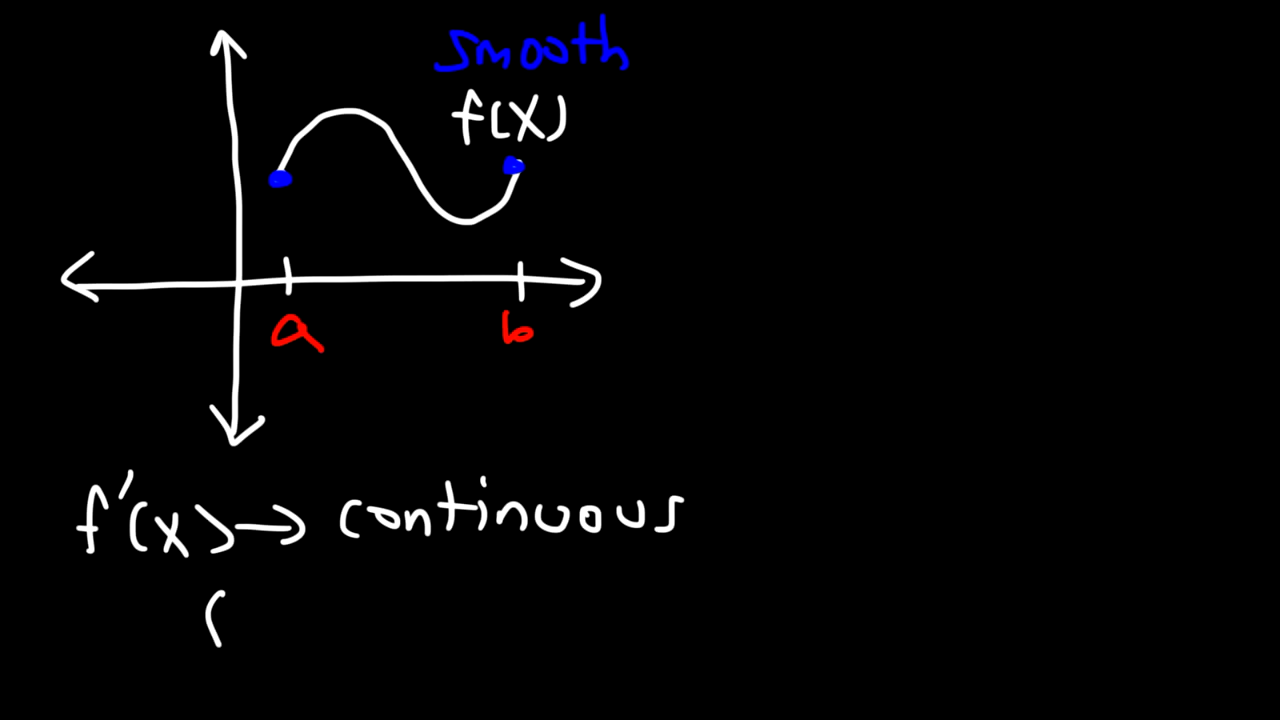 smooth
f(x)
a b
f'(x) → continuous
(